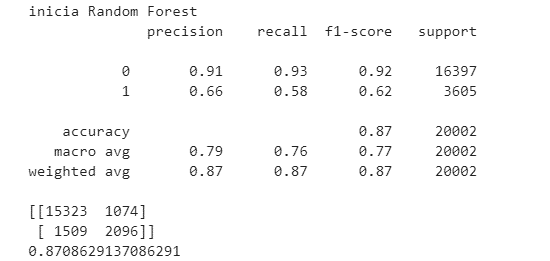 inicia Random Forest
precision recall f1-score support
0 0.91 0.93 0.92 16397
1 0.66 0.58 0.62 3605
accuracy 0.87 20002
macro avg 0.79 0.76 0.77 20002
weighted avg 0.87 0.87 0.87 20002
[[15323 1074]
[ 1509 2096]]
0.8708629137086291